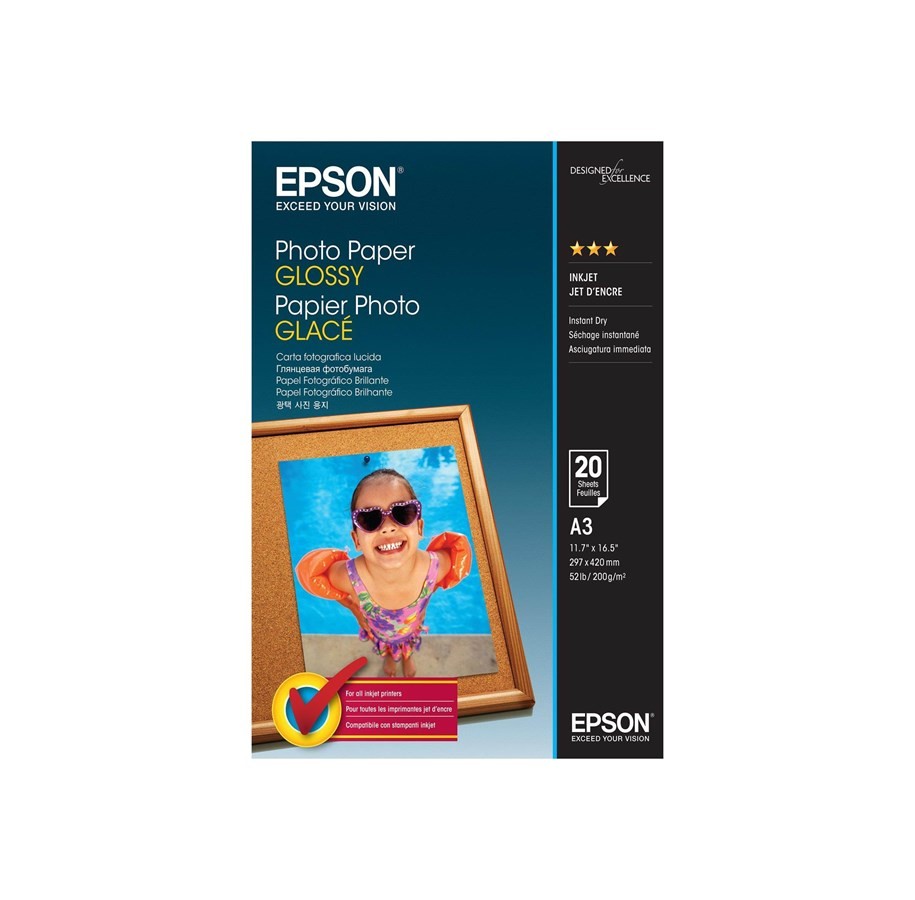 EPSON®
EXCEED YOUR VISION
Photo Paper
GLOSSY
Papier Photo
GLACÉ
Carta fotografica lucida
Глянцевая фотобумага
Papel Fotográfico Brillante
Papel Fotográfico Brilhante
광택 사진 용지
For all inkjet printers
Pour toutes les imprimantes jet d'encre
Compatibile con stampanti inkjet
DESIGNED for
EXCELLENCE
INKJET
JET D'ENCRE
Instant Dry
Séchage instantané
Asciugatura immediata
20
Sheets
Feuilles
A3
11.7" x 16.5"
297 x 420 mm
52 lb / 200 g/m²
EPSON®
EXCEED YOUR VISION